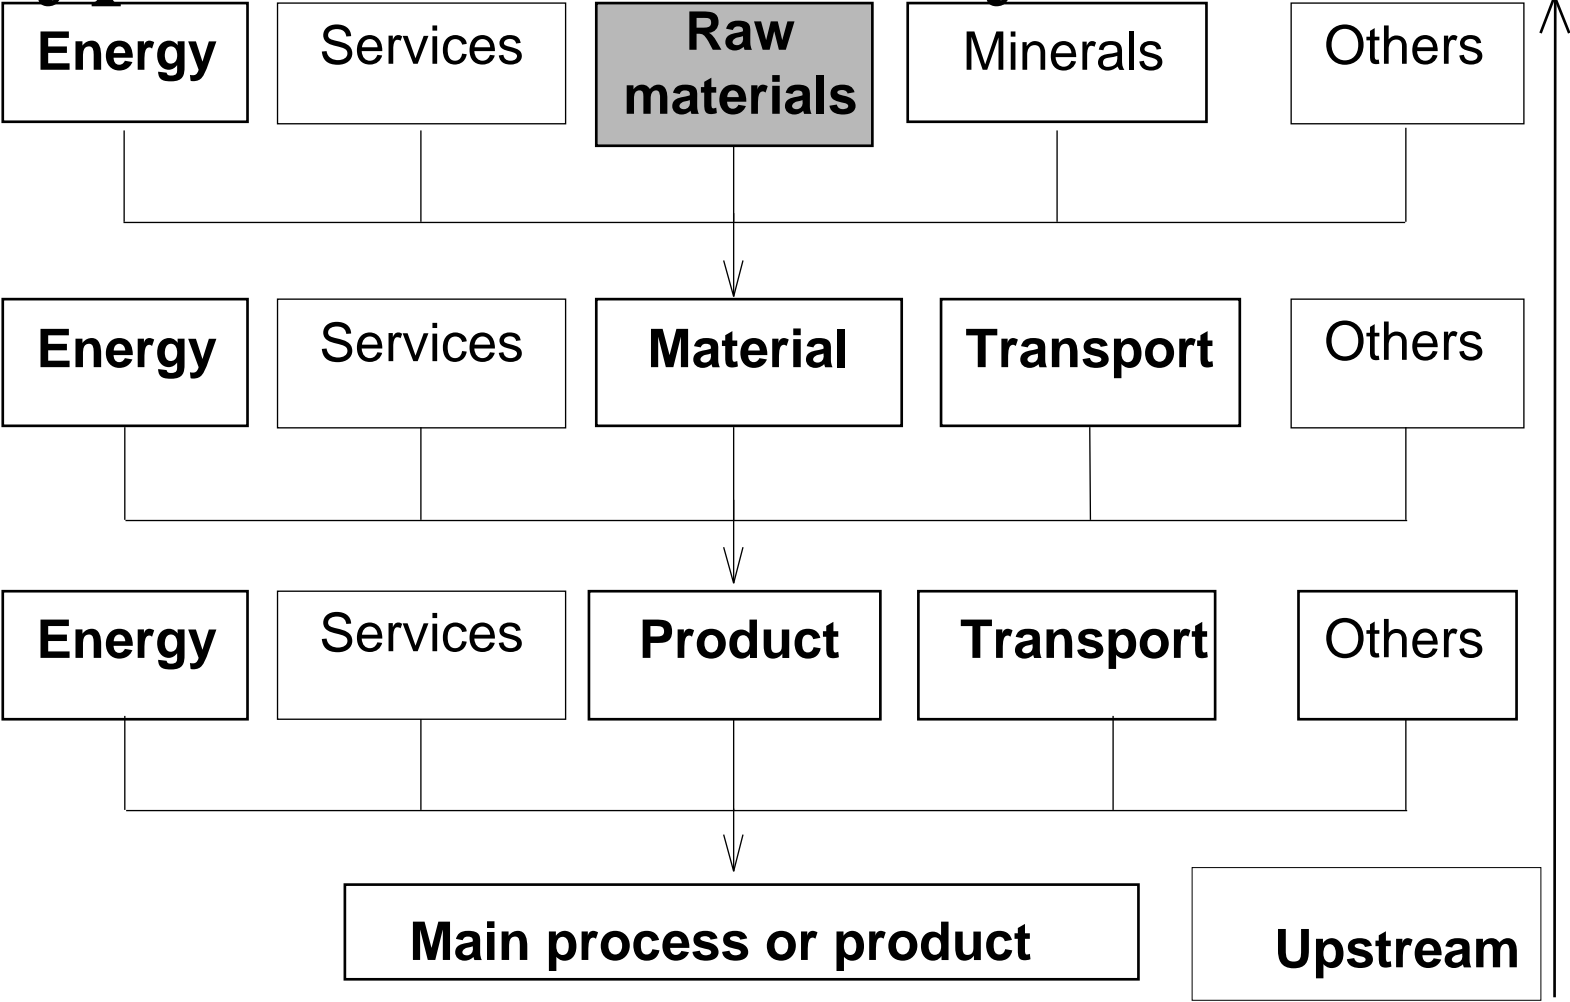 Energy
Services
Raw
materials
Minerals
Others
Energy
Services
Material
Transport
Others
Energy
Services
Product
Transport
Others
Main process or product
Upstream